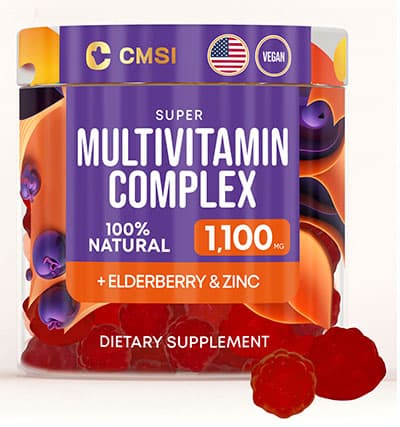 CMSI
VEGAN
SUPER
MULTIVITAMIN
COMPLEX
100%
NATURAL
1,100 MG
+ ELDERBERRY & ZINC
DIETARY SUPPLEMENT